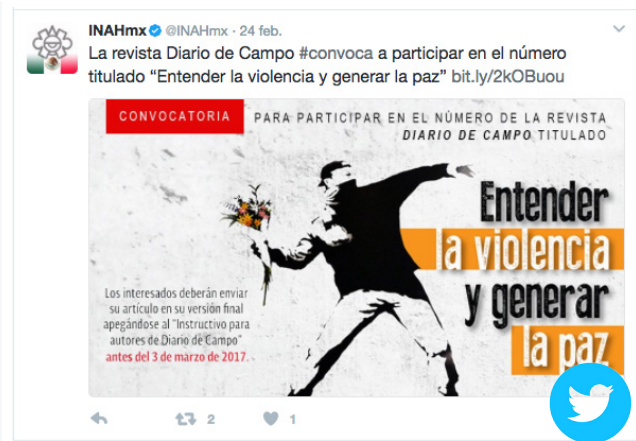 INAHmx @INAHmx · 24 feb.
La revista Diario de Campo #convoca a participar en el número
titulado “Entender la violencia y generar la paz” bit.ly/2kOBuou
CONVOCATORIA PARA PARTICIPAR EN EL NÚMERO DE LA REVISTA
DIARIO DE CAMPO TITULADO
Entender
la violencia
y generar
la paz
Los interesados deberán enviar
su artículo en su versión final
apegándose al "Instructivo para
autores de Diario de Campo"
antes del 3 de marzo de 2017.
2 1